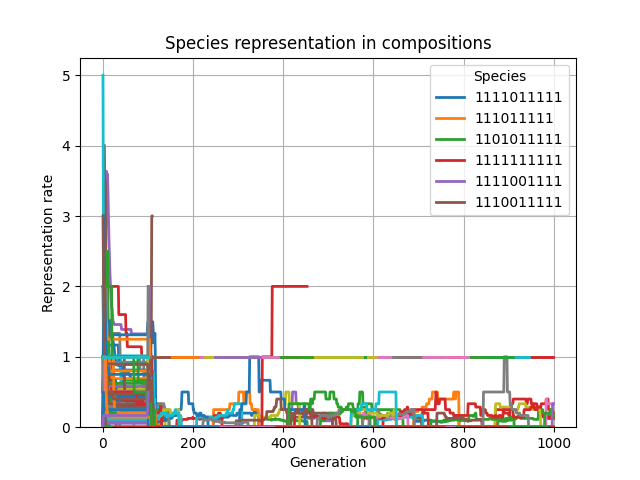 Species representation in compositions
Species
1111011111
111011111
1101011111
1111111111
1111001111
1110011111
Representation rate
5
4
3
2
1
0
0 200 400 600 800 1000
Generation